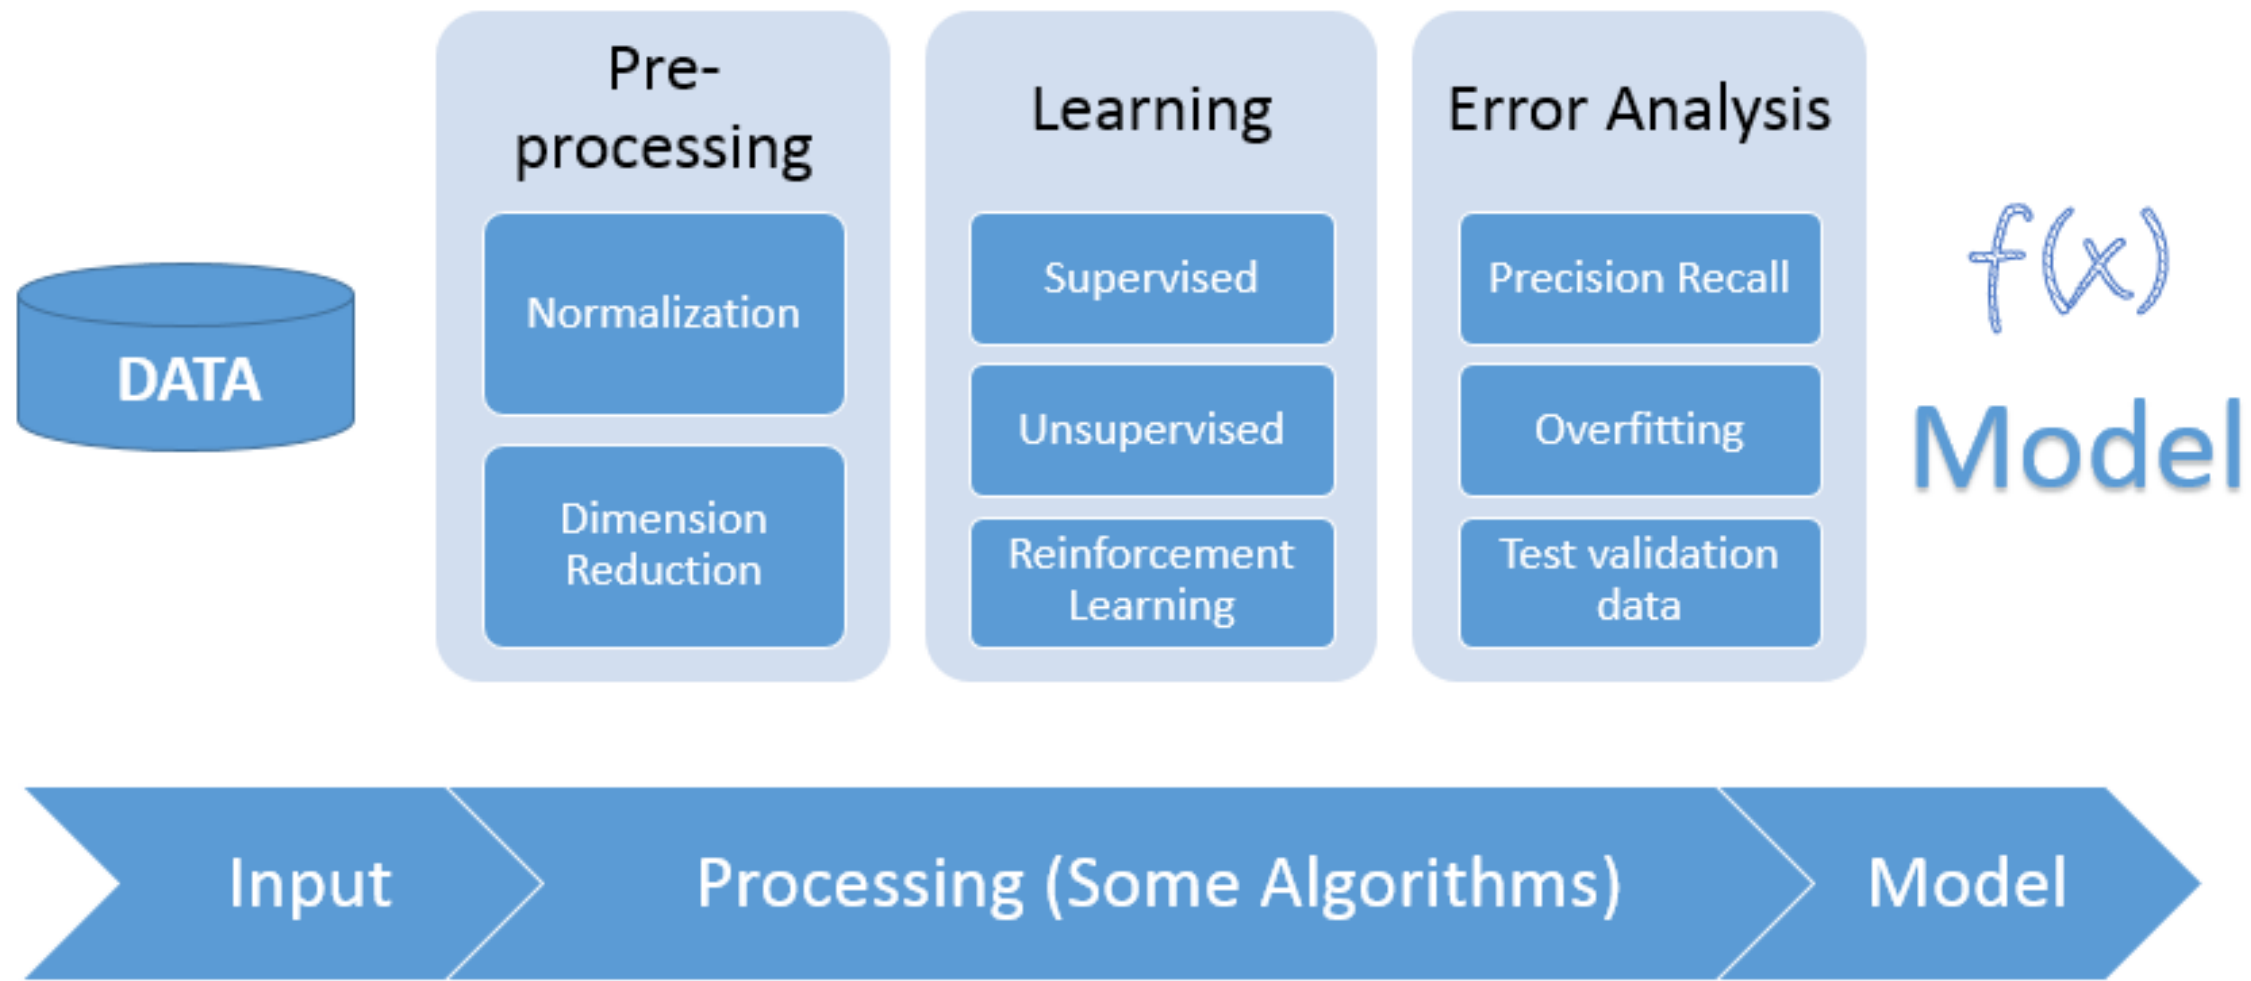 DATA
Pre-
processing
Normalization
Dimension
Reduction
Learning
Supervised
Unsupervised
Reinforcement
Learning
Error Analysis
Precision Recall
Overfitting
Test validation
data
f(x)
Model
Input
Processing (Some Algorithms)
Model